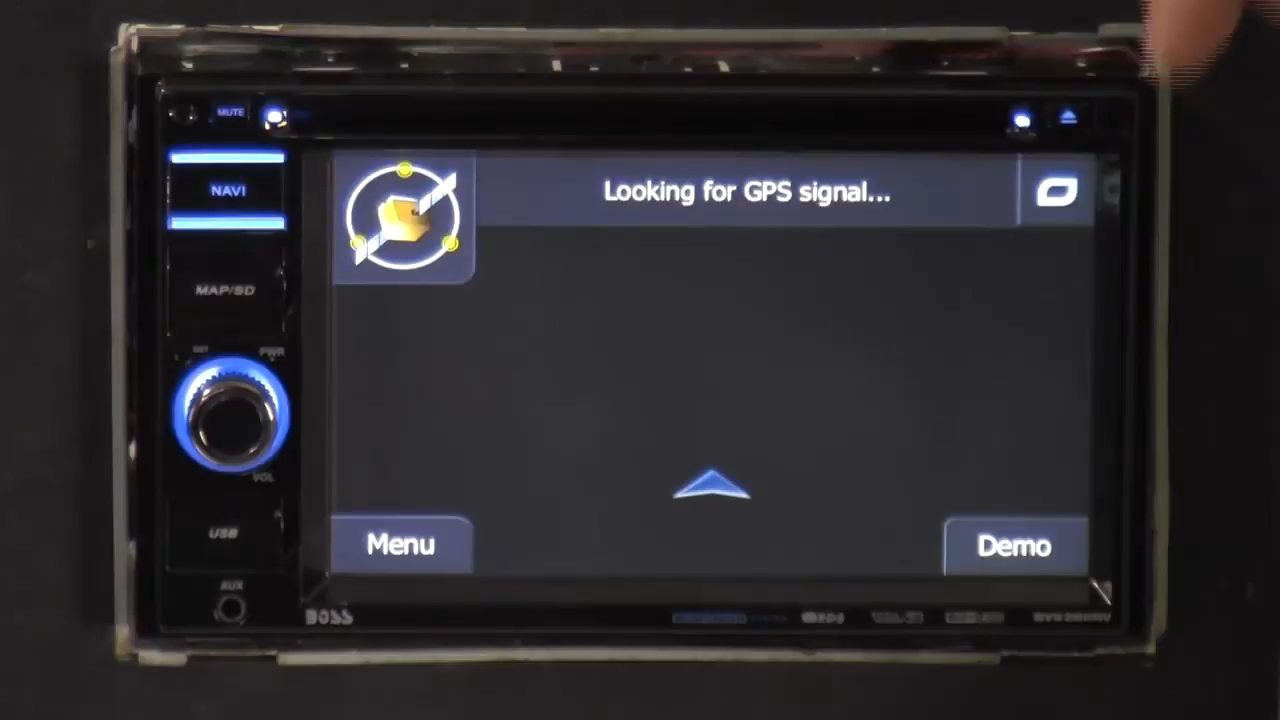 MUTE
NAVI
Looking for GPS signal...
MAP/SD
PWR
VOL
Menu
Demo
USB
AUX
BOSS